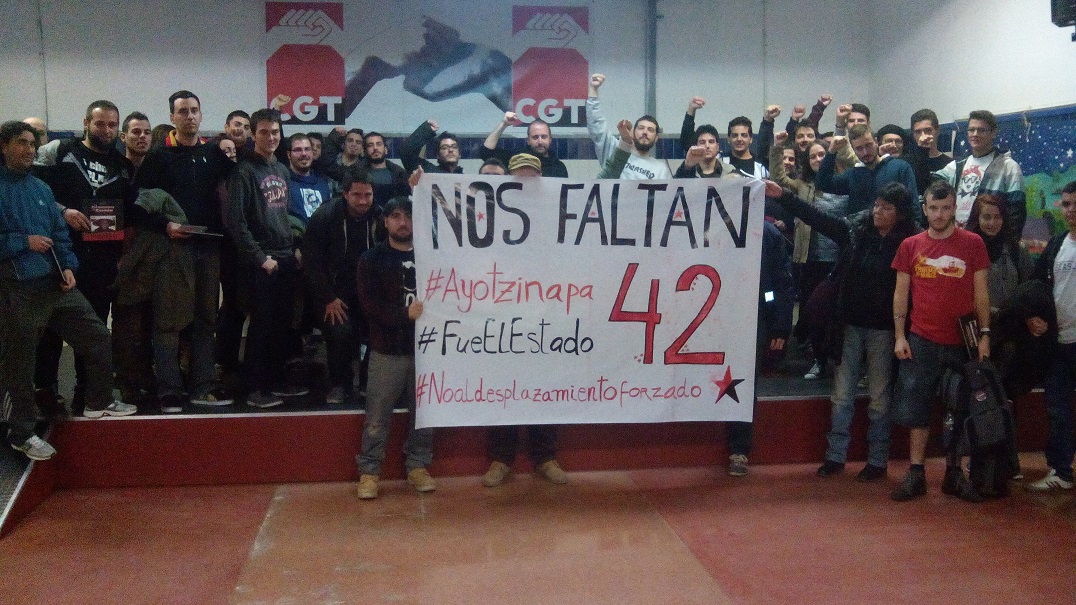 CGT
CGT
NOS FALTAN
#Ayotzinapa
42
#FueElEstado
#Noaldesplazamientoforzado